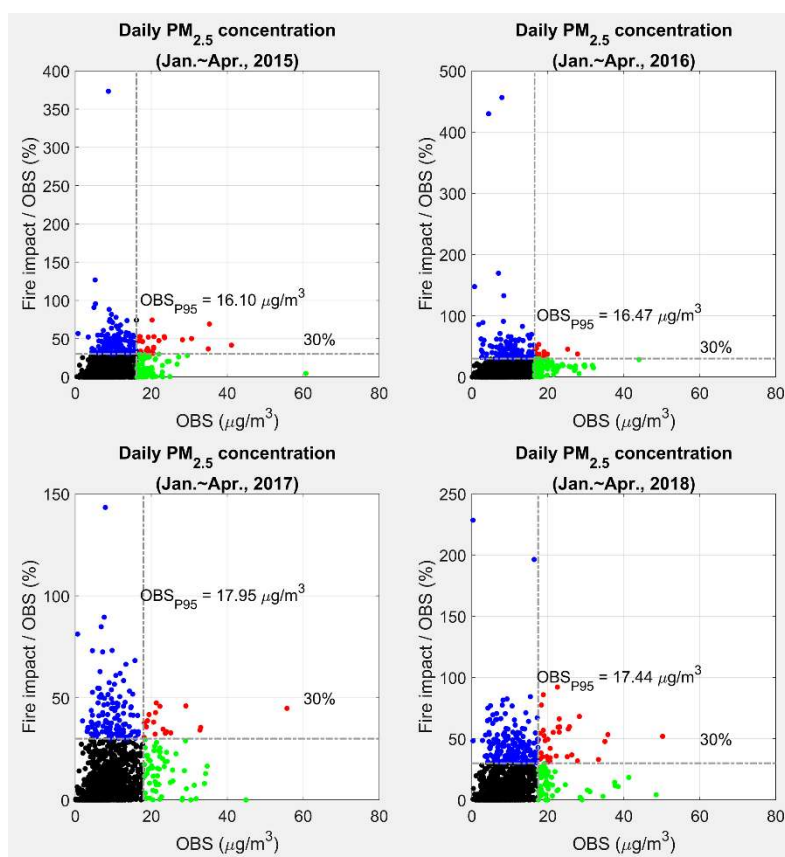 Daily PM2.5 concentration
(Jan.~Apr., 2015)
400
350
300
250
200
150
100
50
0
Fire impact / OBS (%)
OBSP95 = 16.10 μg/m3
30%
0 20 40 60 80
OBS (μg/m3)
Daily PM2.5 concentration
(Jan.~Apr., 2016)
500
400
300
200
100
0
Fire impact / OBS (%)
OBSP95 = 16.47 μg/m3
30%
0 20 40 60 80
OBS (μg/m3)
Daily PM2.5 concentration
(Jan.~Apr., 2017)
150
100
50
0
Fire impact / OBS (%)
OBSP95 = 17.95 μg/m3
30%
0 20 40 60 80
OBS (μg/m3)
Daily PM2.5 concentration
(Jan.~Apr., 2018)
250
200
150
100
50
0
Fire impact / OBS (%)
OBSP95 = 17.44 μg/m3
30%
0 20 40 60 80
OBS (μg/m3)